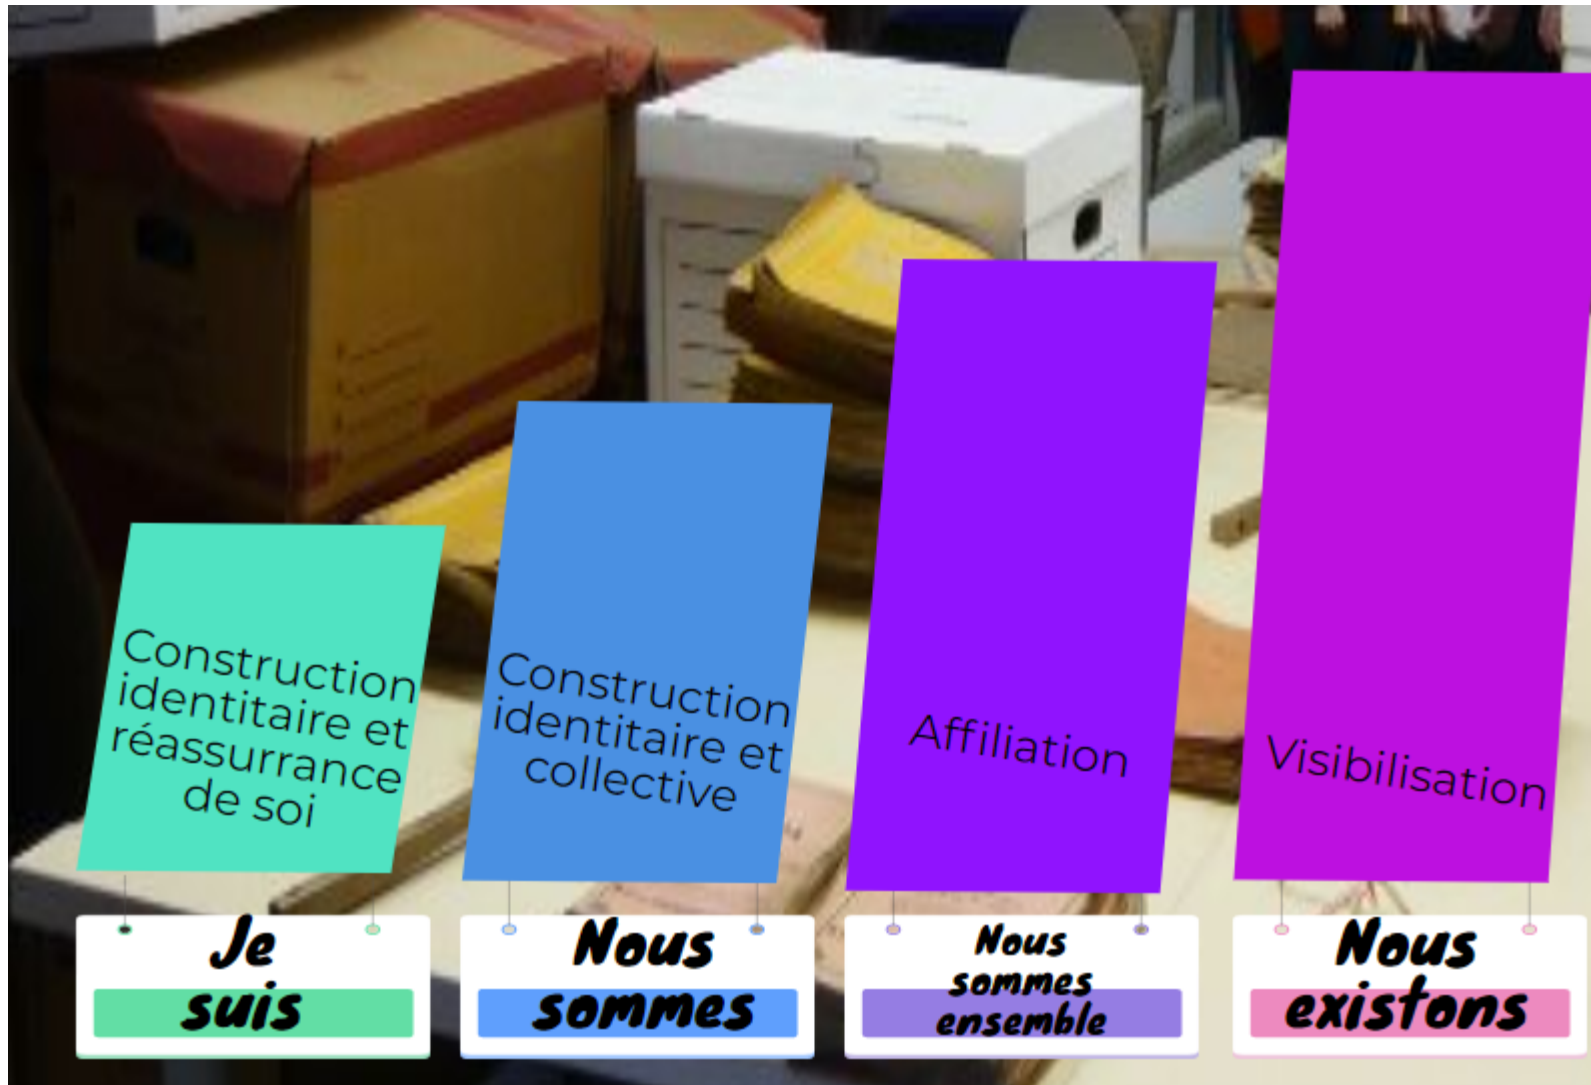 Construction
identitaire et
réassurrance
de soi
Construction
identitaire et
collective
Affiliation
Visibilisation
Je
suis
Nous
sommes
Nous
sommes
ensemble
Nous
existons